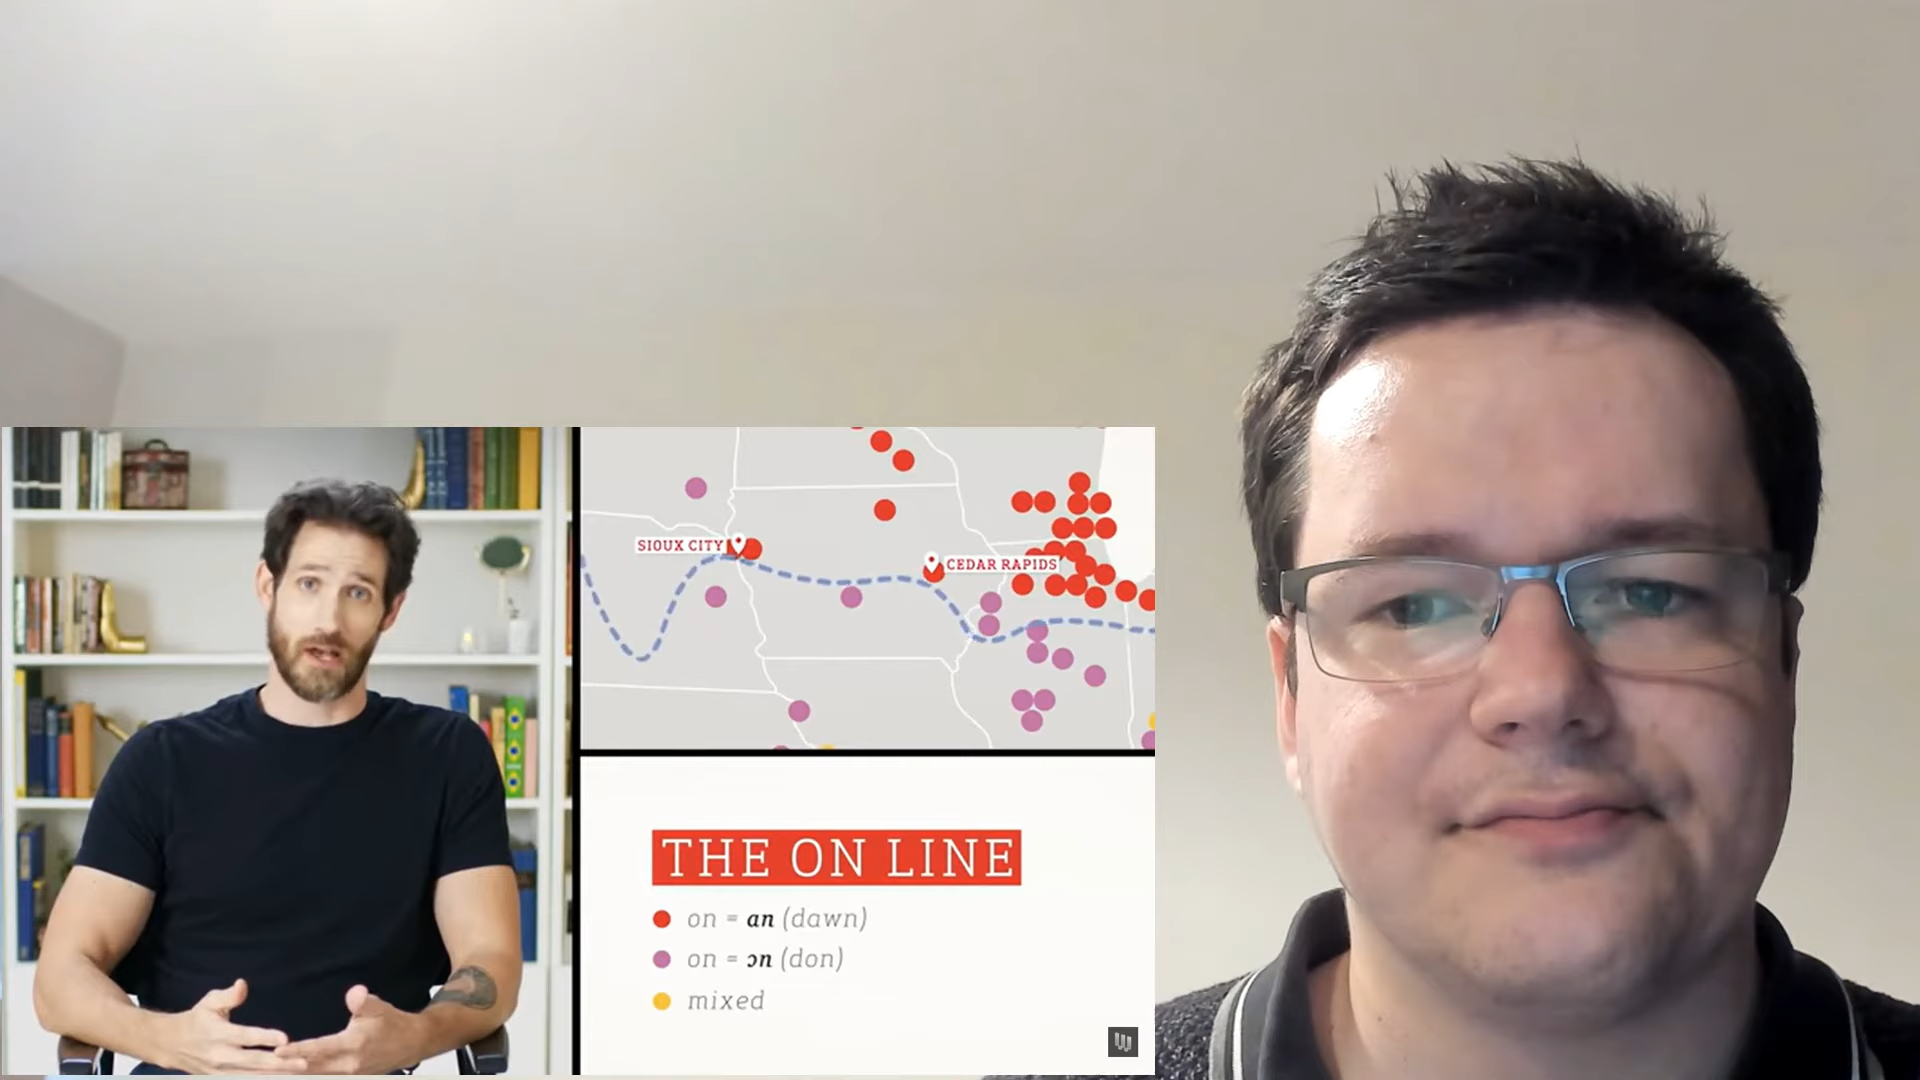 SIOUX CITY
CEDAR RAPIDS
THE ON LINE
on = an (dawn)
on = ɔn (don)
mixed